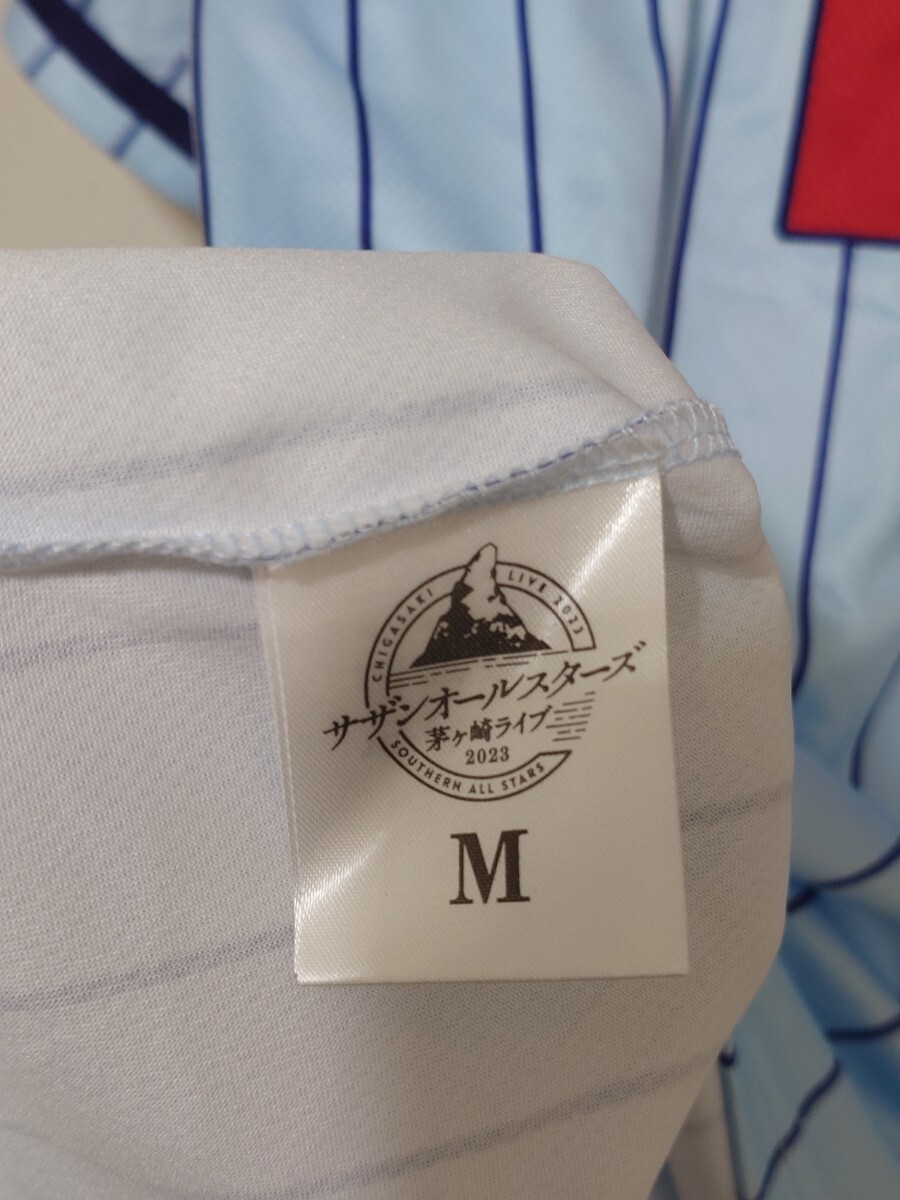 CHIGASAKI LIVE 2023
サザンオールスターズ
茅ヶ崎ライブ
2023
SOUTHERN ALL STARS
M